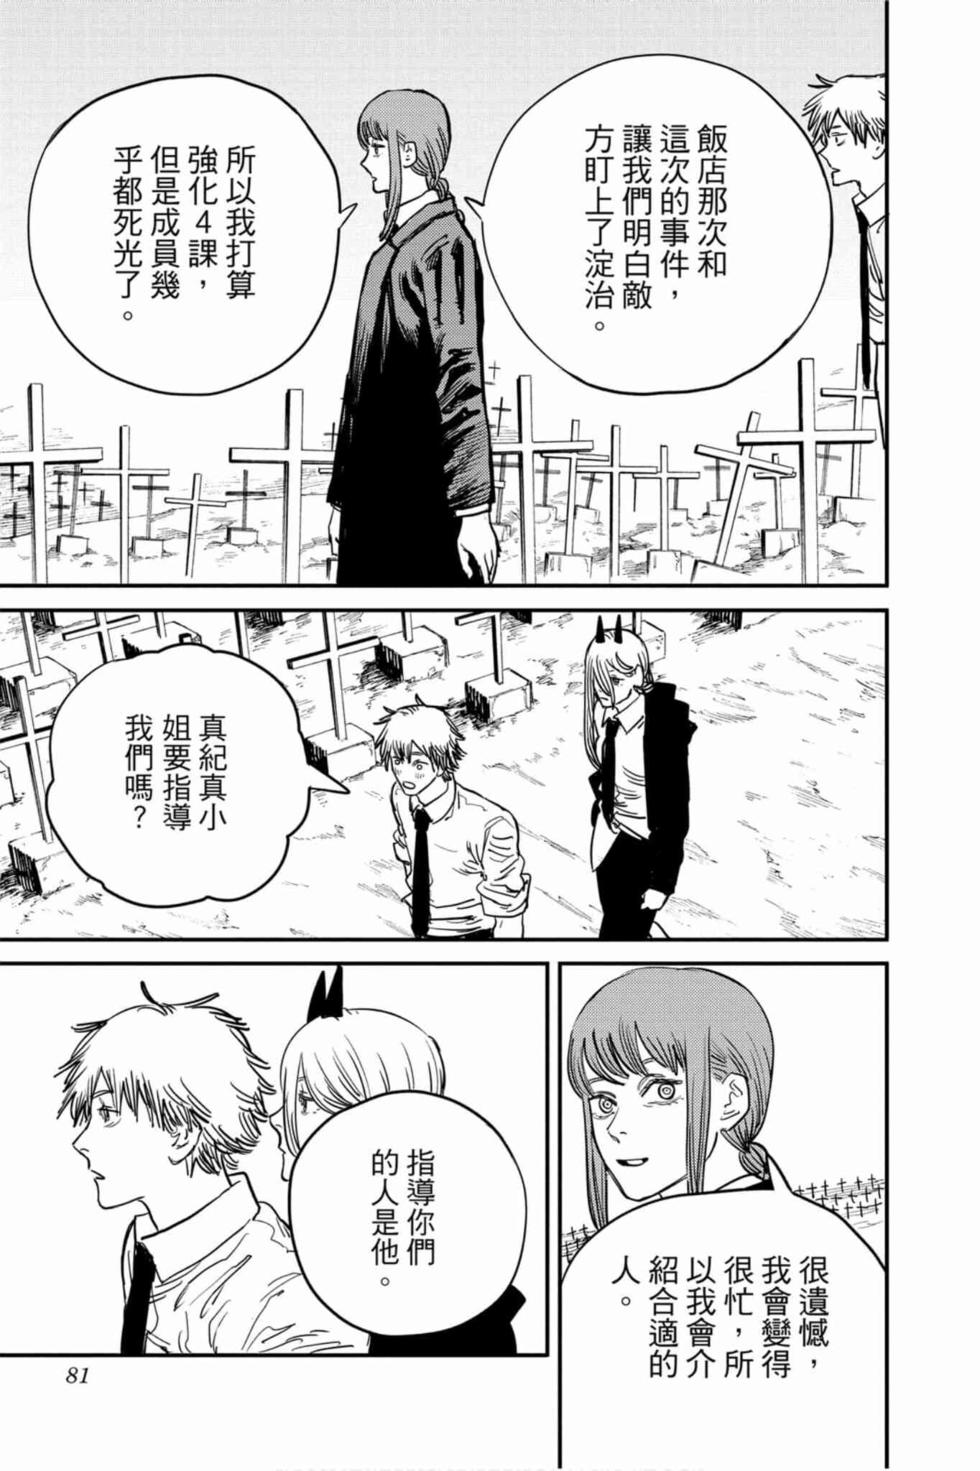 飯店那次和
這次的事件，
讓我們明白敵
方盯上了淀治。
所以我打算
強化4課，
但是成員幾
乎都死光了。
真紀真小
姐要指導
我們嗎？
很遺憾，
我會變得
很忙，所
以我會介
紹合適的
人。
指導你們
的人是他。
81